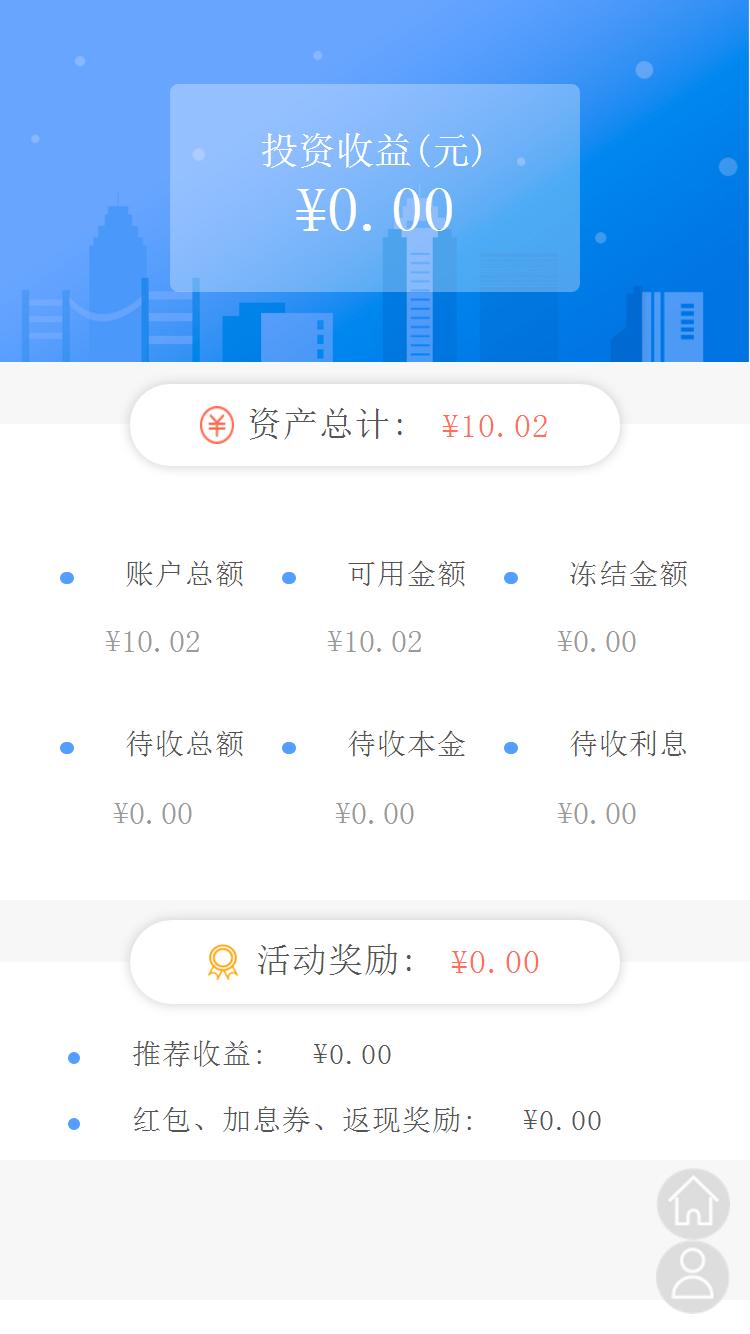 投资收益(元)
¥0.00
资产总计: ¥10.02
账户总额 可用金额 冻结金额
¥10.02 ¥10.02 ¥0.00
待收总额 待收本金 待收利息
¥0.00 ¥0.00 ¥0.00
活动奖励: ¥0.00
推荐收益: ¥0.00
红包、加息券、返现奖励: ¥0.00